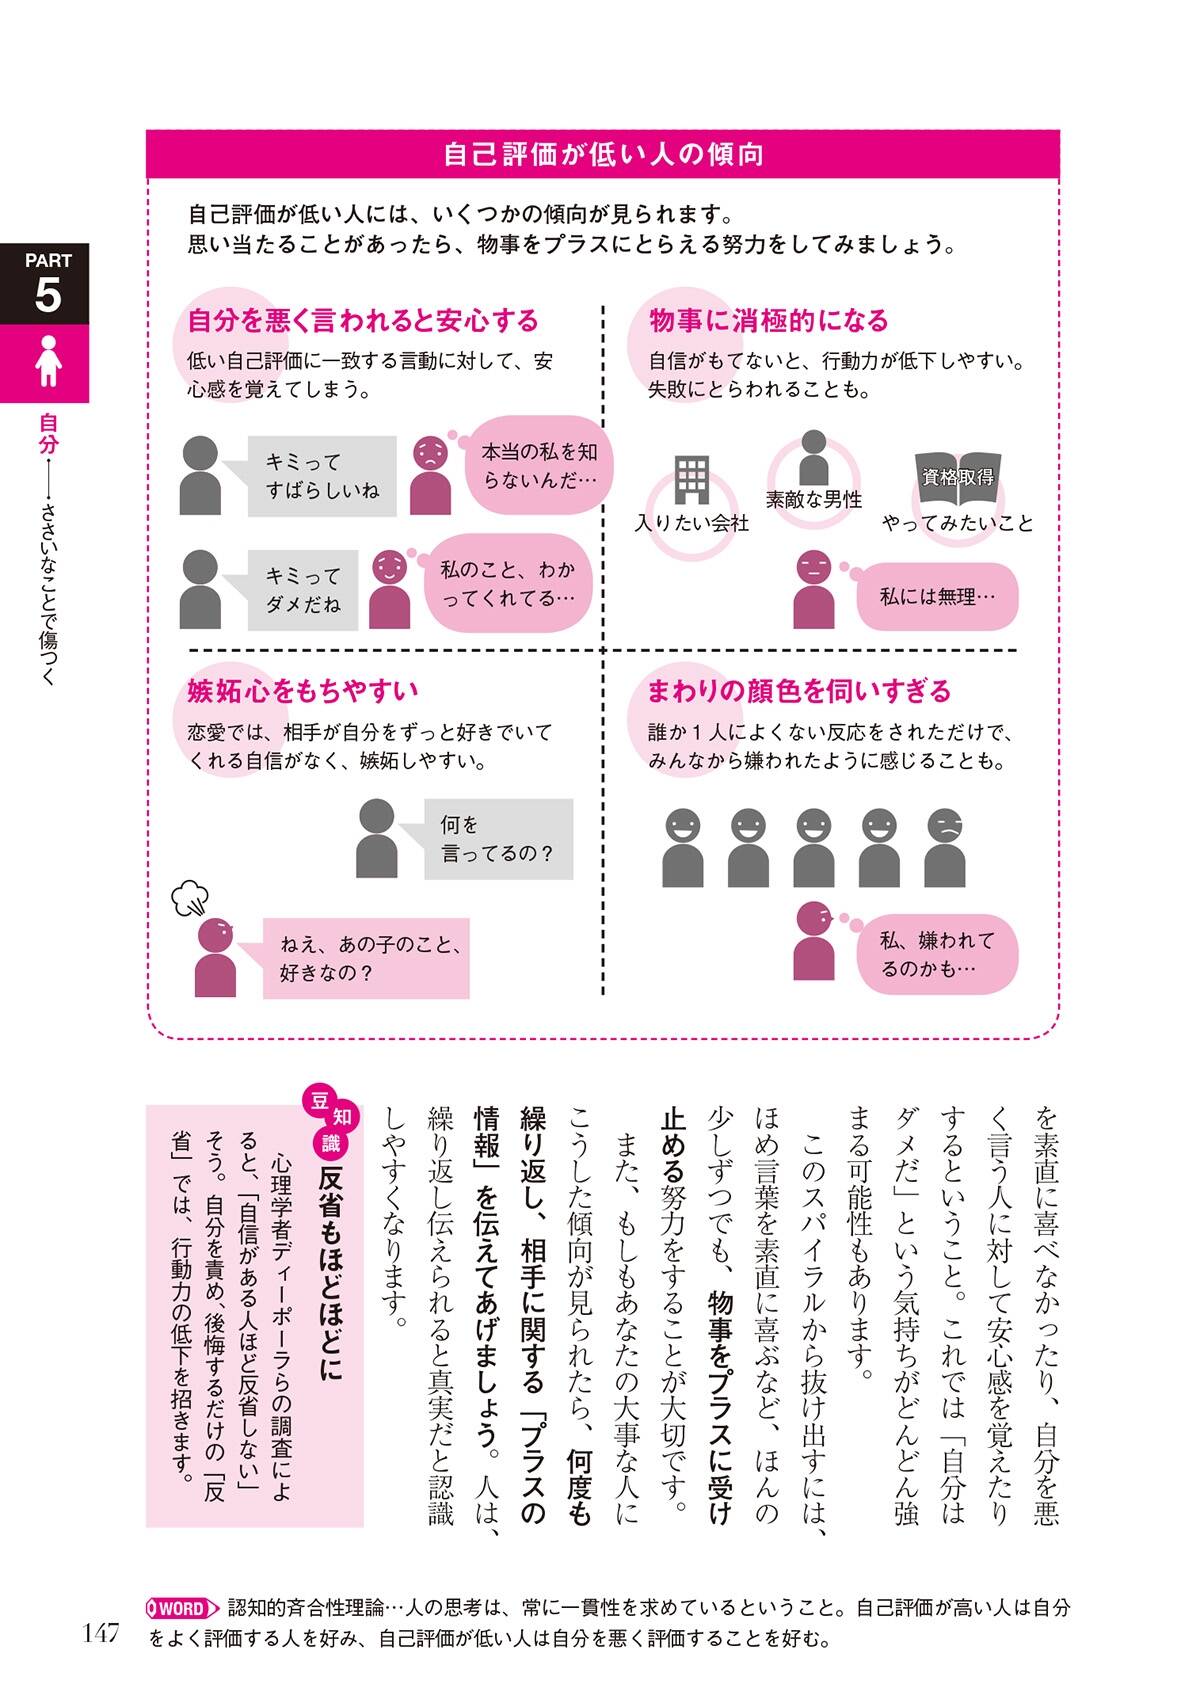 自己評価が低い人の傾向
自己評価が低い人には、いくつかの傾向が見られます。
思い当たることがあったら、物事をプラスにとらえる努力をしてみましょう。
PART
5
自分――ささいなことで傷つく
自分を悪く言われると安心する
低い自己評価に一致する言動に対して、安
心感を覚えてしまう。
キミって
すばらしいね
本当の私を知
らないんだ…
キミって
ダメだね
私のこと、わか
ってくれてる…
物事に消極的になる
自信がもてないと、行動力が低下しやすい。
失敗にとらわれることも。
入りたい会社
素敵な男性
資格取得
やってみたいこと
私には無理…
嫉妬心をもちやすい
恋愛では、相手が自分をずっと好きでいて
くれる自信がなく、嫉妬しやすい。
何を
言ってるの？
ねえ、あの子のこと、
好きなの？
まわりの顔色を伺いすぎる
誰か1人によくない反応をされただけで、
みんなから嫌われたように感じることも。
私、嫌われて
るのかも…
を素直に喜べなかったり、自分を悪
く言う人に対して安心感を覚えたり
するということ。これでは「自分は
ダメだ」という気持ちがどんどん強
まる可能性もあります。
このスパイラルから抜け出すには、
ほめ言葉を素直に喜ぶなど、ほんの
少しずつでも、物事をプラスに受け
止める努力をすることが大切です。
また、もしもあなたの大事な人に
こうした傾向が見られたら、何度も
繰り返し、相手に関する「プラスの
情報」を伝えてあげましょう。人は、
繰り返し伝えられると真実だと認識
しやすくなります。
豆知識
反省もほどほどに
心理学者ディーポーラらの調査によ
ると、「自信がある人ほど反省しない」
そう。自分を責め、後悔するだけの「反
省」では、行動力の低下を招きます。
WORD 認知的斉合性理論…人の思考は、常に一貫性を求めているということ。自己評価が高い人は自分
をよく評価する人を好み、自己評価が低い人は自分を悪く評価することを好む。
147